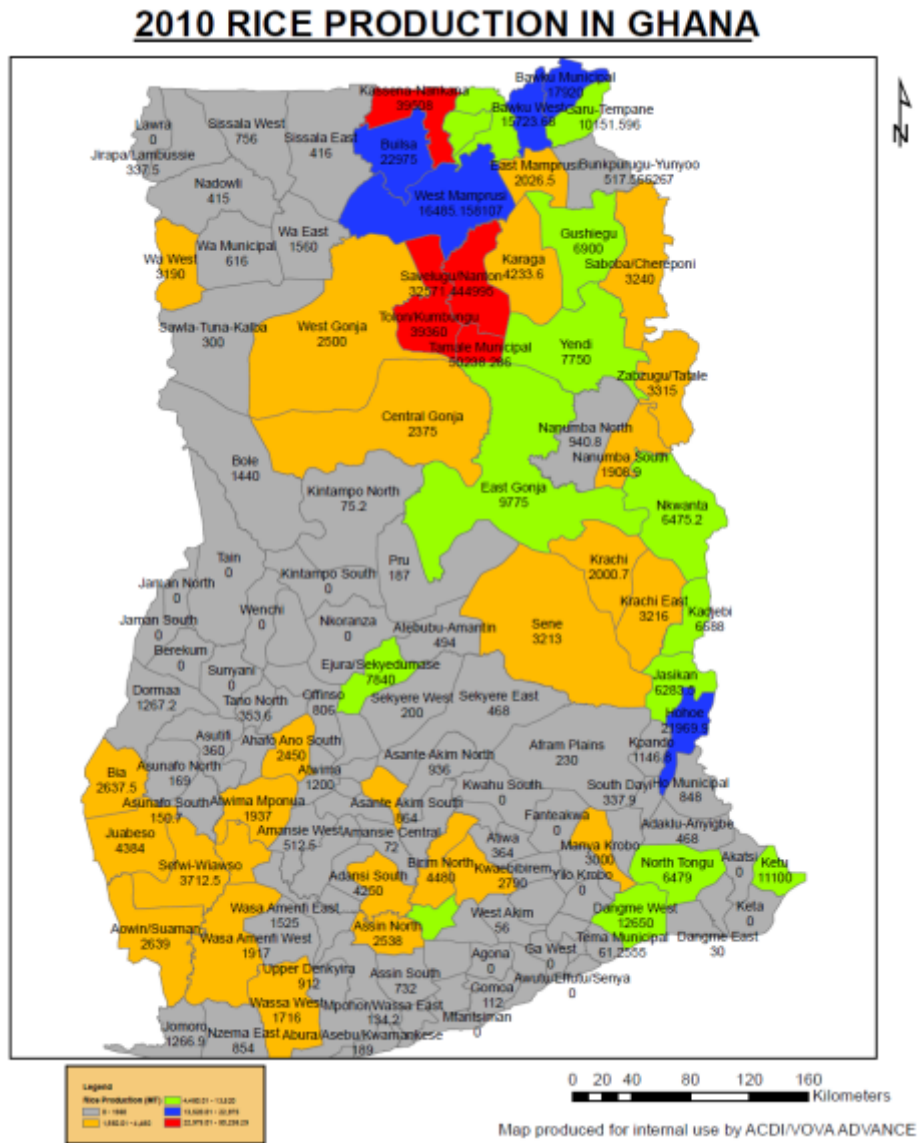 2010 RICE PRODUCTION IN GHANA
Kassena-Nankana
39508
Bawku Municipal
17920
Bawku West
15723.68
Garu-Tempane
10151.596
Lawra
0
Sissala West
756
Sissala East
416
Builsa
22975
Jirapa/Lambussie
337.5
East Mamprusi
2026.5
Bunkpurugu-Yunyoo
517.565267
Nadowli
415
West Mamprusi
16485.158107
Wa East
1560
Wa Municipal
616
Wa West
3190
Gushiegu
6900
Karaga
4233.6
Saboba/Chereponi
3240
Savelugu/Nanton
32571.444995
Tolon/Kumbungu
39360
Tamale Municipal
Sawla-Tuna-Kalba
300
West Gonja
2500
Yendi
7750
Zabzugu/Tatale
3315
Central Gonja
2375
Nanumba North
940.8
Nanumba South
1908.9
Bole
1440
Kintampo North
75.2
East Gonja
9775
Nkwanta
6475.2
Tain
0
Kintampo South
0
Pru
187
Krachi
2000.7
Krachi East
3216
Kadjebi
6588
Jaman North
0
Wenchi
0
Jaman South
0
Nkoranza
0
Alebubu-Amantin
494
Sene
3213
Berekum
0
Sunyani
0
Ejura/Sekyedumase
7840
Jasikan
Dormaa
1267.2
Tano North
353.6
Offinso
806
Sekyere West
200
Sekyere East
468
Hohoe
21969.9
Asutifi
360
Ahafo Ano South
2450
Afram Plains
230
Kpando
1146.6
Asunafo North
169
Atwima
1200
Asante Akim North
936
Bia
2637.5
Kwahu South
0
South Dayi
337.9
Ho Municipal
848
Asunafo South
150.7
Atwima Mponua
1937
Asante Akim South
864
Fanteakwa
0
Adaklu-Anyigbe
468
Juabeso
4384
Amansie West
512.5
Amansie Central
72
Atiwa
364
Manya Krobo
3000
Sefwi-Wiawso
3712.5
Adansi South
4250
Birim North
4480
Kwaebibirem
2790
Yilo Krobo
0
North Tongu
6479
Akatsi
0
Ketu
11100
Wasa Amenfi East
1525
Dangme West
12650
Keta
0
Aowin/Suaman
2639
Wasa Amenfi West
1917
Assin North
2538
West Akim
56
Tema Municipal
61.2555
Dangme East
30
Agona
0
Ga West
0
Upper Denkyira
912
Assin South
732
Awutu/Effutu/Senya
0
Gomoa
112
Wassa West
1716
Mpohor/Wassa East
134.2
Mfantsiman
0
Jomoro
1266.9
Nzema East
854
Abura/Asebu/Kwamankese
189
Legend
Rice Production (MT)
0 20 40 80 120 160
Kilometers
Map produced for internal use by ACDI/VOVA ADVANCE